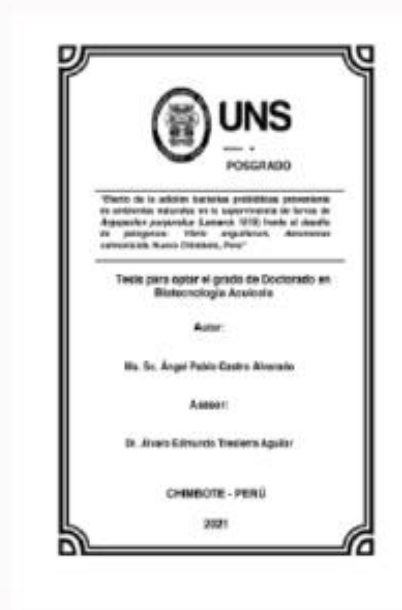 UNS
POSGRADO
"Efecto de la adición bacterias probióticas proveniente
de ambientes naturales en la supervivencia de larvas de
Argopecten purpuratus (Lamarck 1819) frente al desafío
de patógenos: Vibrio anguillarum, Aeromonas
salmonicida. Nuevo Chimbote, Perú"
Tesis para optar el grado de Doctorado en
Biotecnología Acuícola
Autor:
Ms. Sc. Ángel Pablo Castro Alvarado
Asesor:
Dr. Álvaro Edmundo Tresierra Aguilar
CHIMBOTE - PERÚ
2021